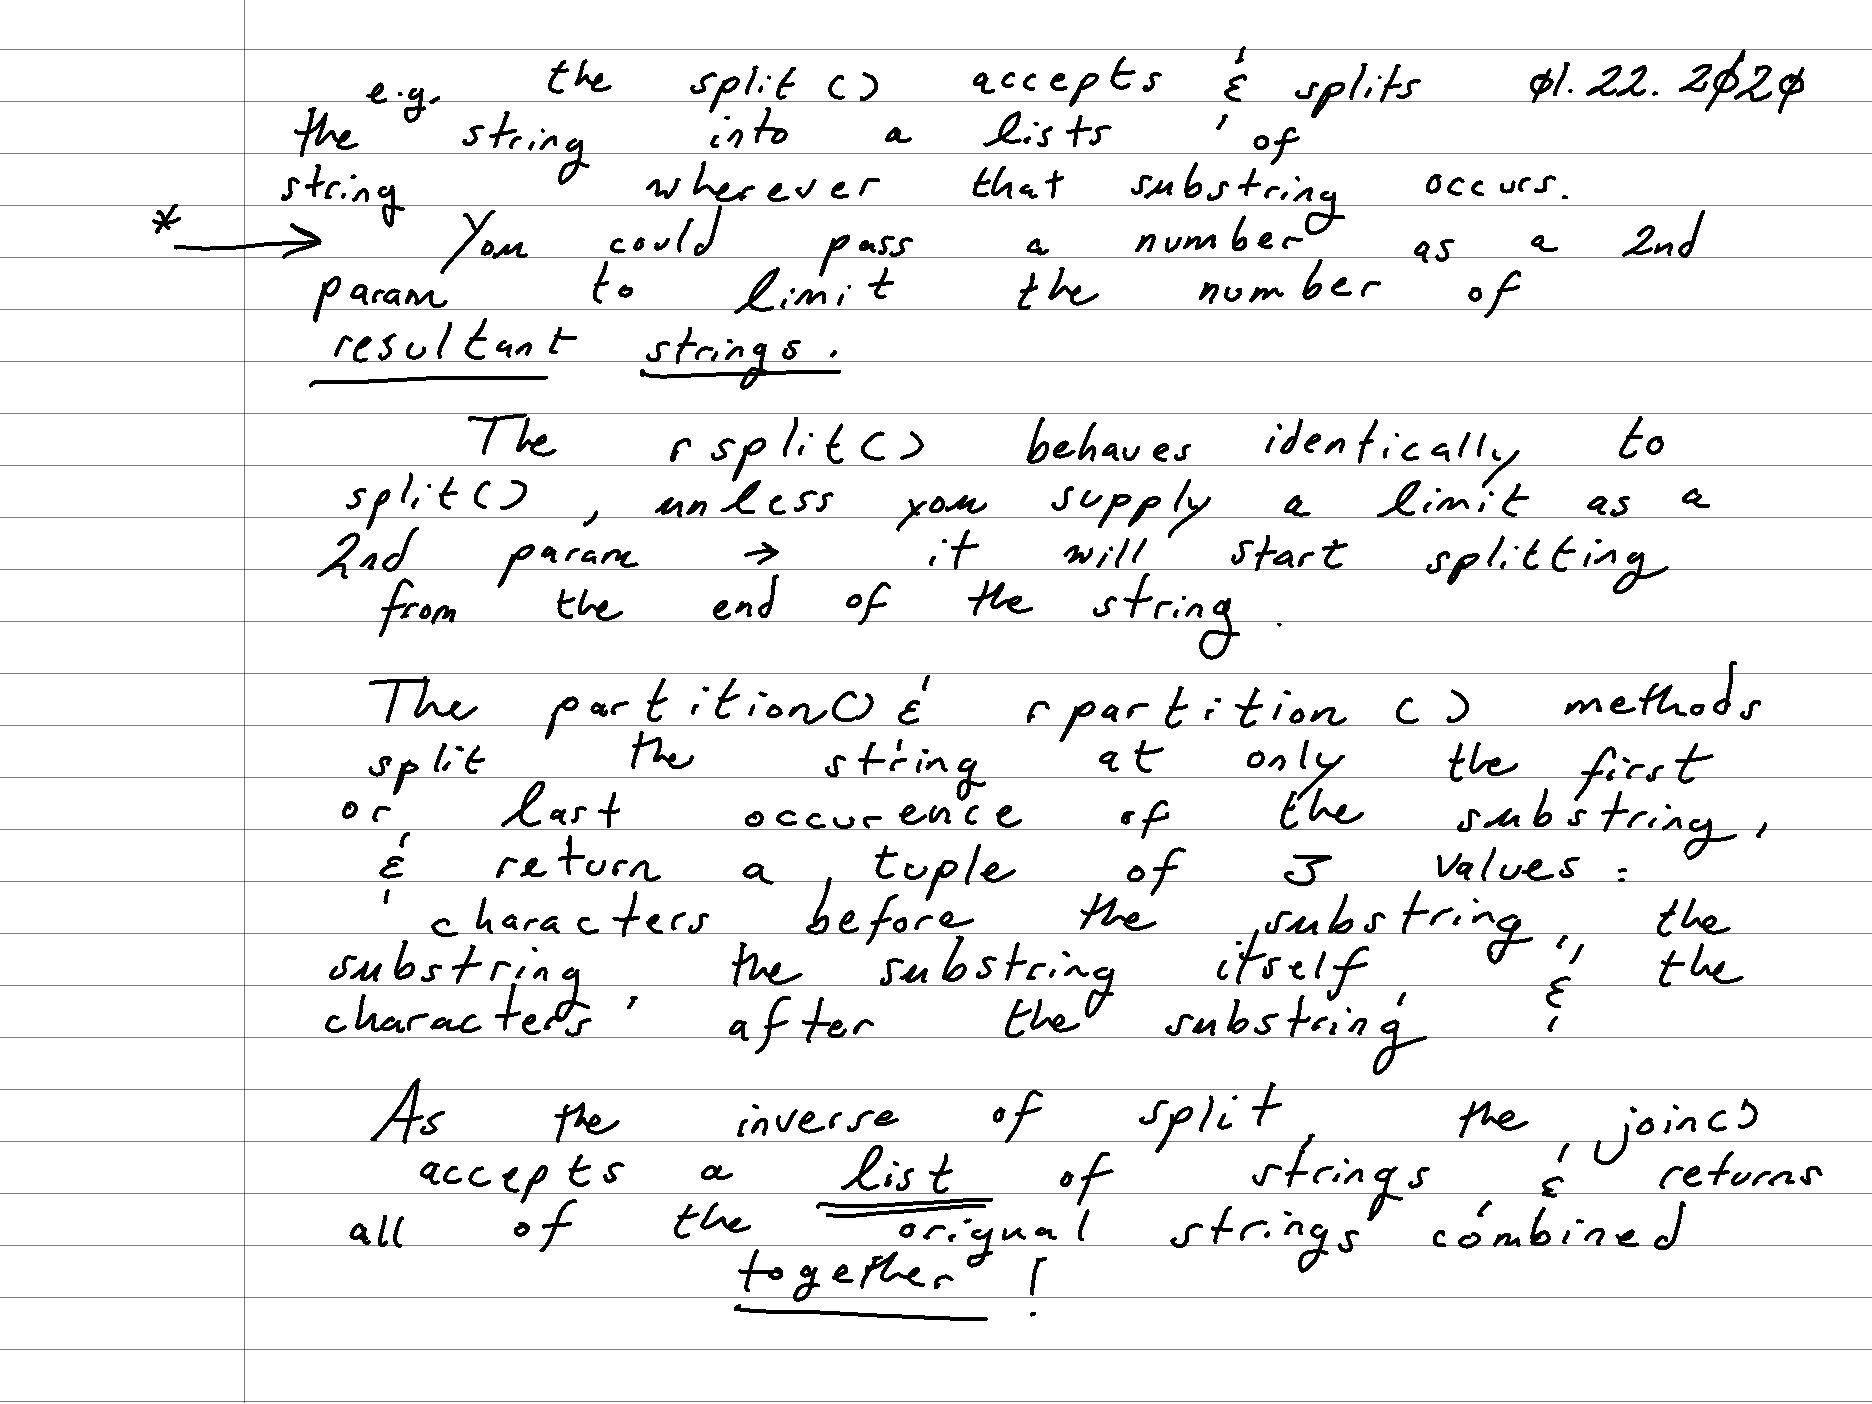 e.g. the split() accepts & splits 01.22.2020
the string into a lists of
string wherever that substring occurs.
* → You could pass a number as a 2nd
param to limit the number of
resultant strings.
The rsplit() behaves identically to
split(), unless you supply a limit as a
2nd param → it will start splitting
from the end of the string.
The partition() & rpartition() methods
split the string at only the first
or last occurence of the substring,
& return a tuple of 3 values:
characters before the substring, the
substring, the substring itself, & the
characters after the substring
As the inverse of split, the join()
accepts a list of strings & returns
all of the orignal strings combined
together!